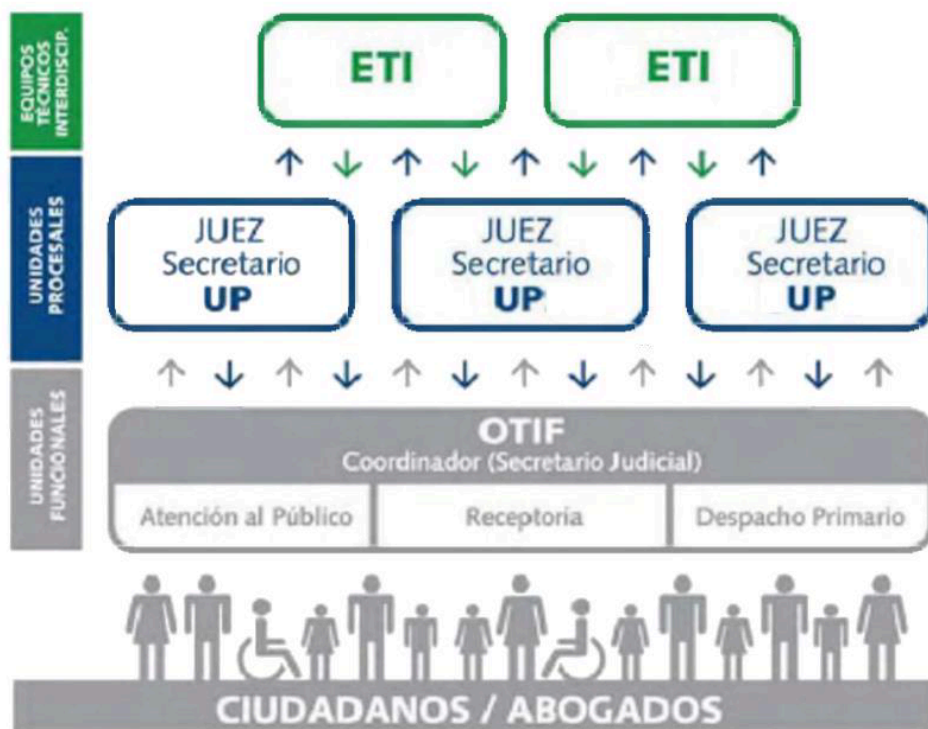 EQUIPOS
TÉCNICOS
INTERDISCIP.
ETI
ETI
UNIDADES
PROCESALES
JUEZ
Secretario
UP
JUEZ
Secretario
UP
JUEZ
Secretario
UP
UNIDADES
FUNCIONALES
OTIF
Coordinador (Secretario Judicial)
Atención al Público
Receptoría
Despacho Primario
CIUDADANOS / ABOGADOS